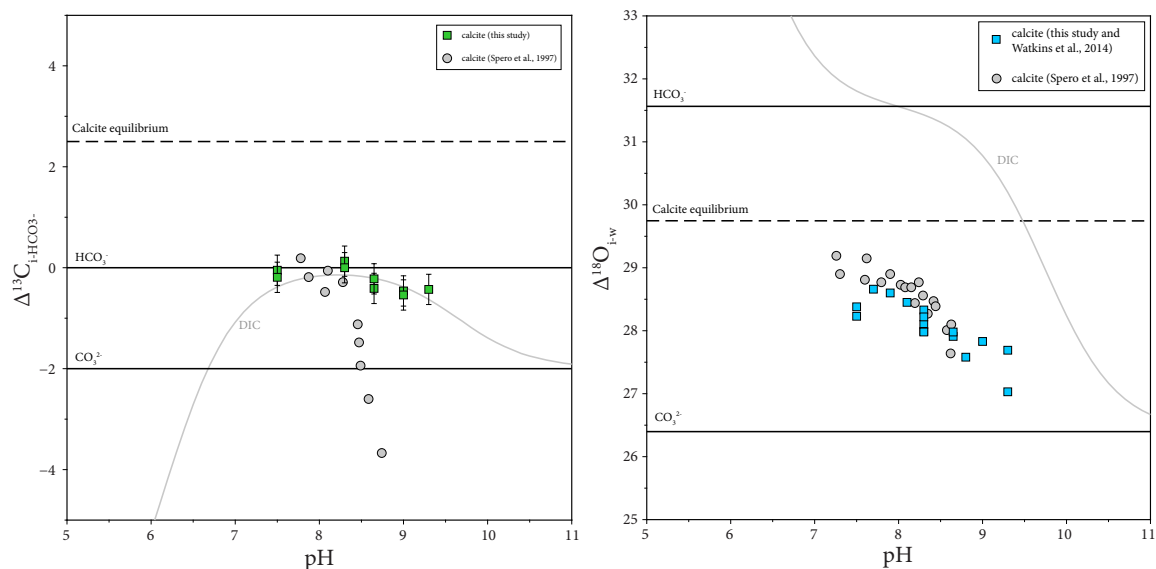 calcite (this study)
calcite (Spero et al., 1997)
Calcite equilibrium
HCO₃⁻
DIC
CO₃²⁻
4
2
0
−2
−4
Δ¹³C i-HCO3-
5 6 7 8 9 10 11
pH
calcite (this study and
Watkins et al., 2014)
calcite (Spero et al., 1997)
HCO₃⁻
DIC
Calcite equilibrium
CO₃²⁻
33
32
31
30
29
28
27
26
25
Δ¹⁸O i-w
5 6 7 8 9 10 11
pH